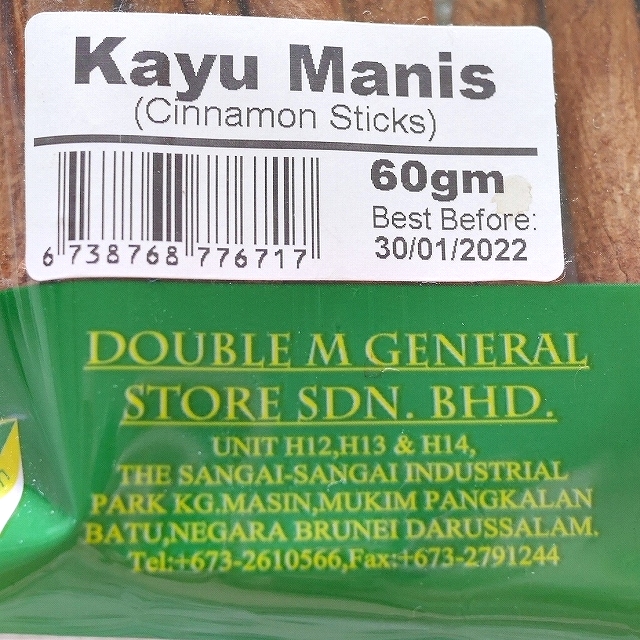 Kayu Manis
(Cinnamon Sticks)
60gm
Best Before:
30/01/2022
6 738768 776717
DOUBLE M GENERAL
STORE SDN. BHD.
UNIT H12,H13 & H14,
THE SANGAI-SANGAI INDUSTRIAL
PARK KG.MASIN,MUKIM PANGKALAN
BATU,NEGARA BRUNEI DARUSSALAM.
Tel:+673-2610566,Fax:+673-2791244